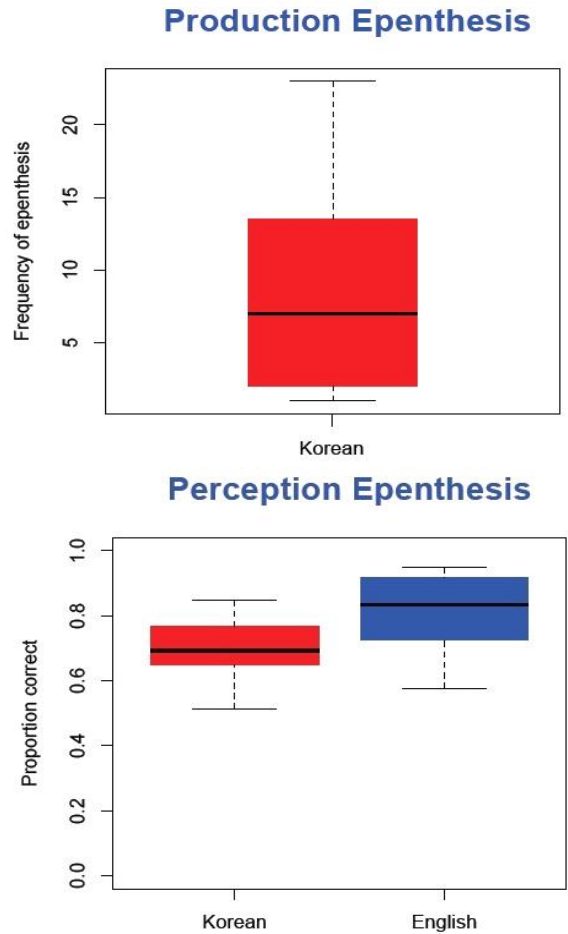 Production Epenthesis
Frequency of epenthesis
20
15
10
5
Korean
Perception Epenthesis
Proportion correct
1.0
0.8
0.6
0.4
0.2
0.0
Korean English